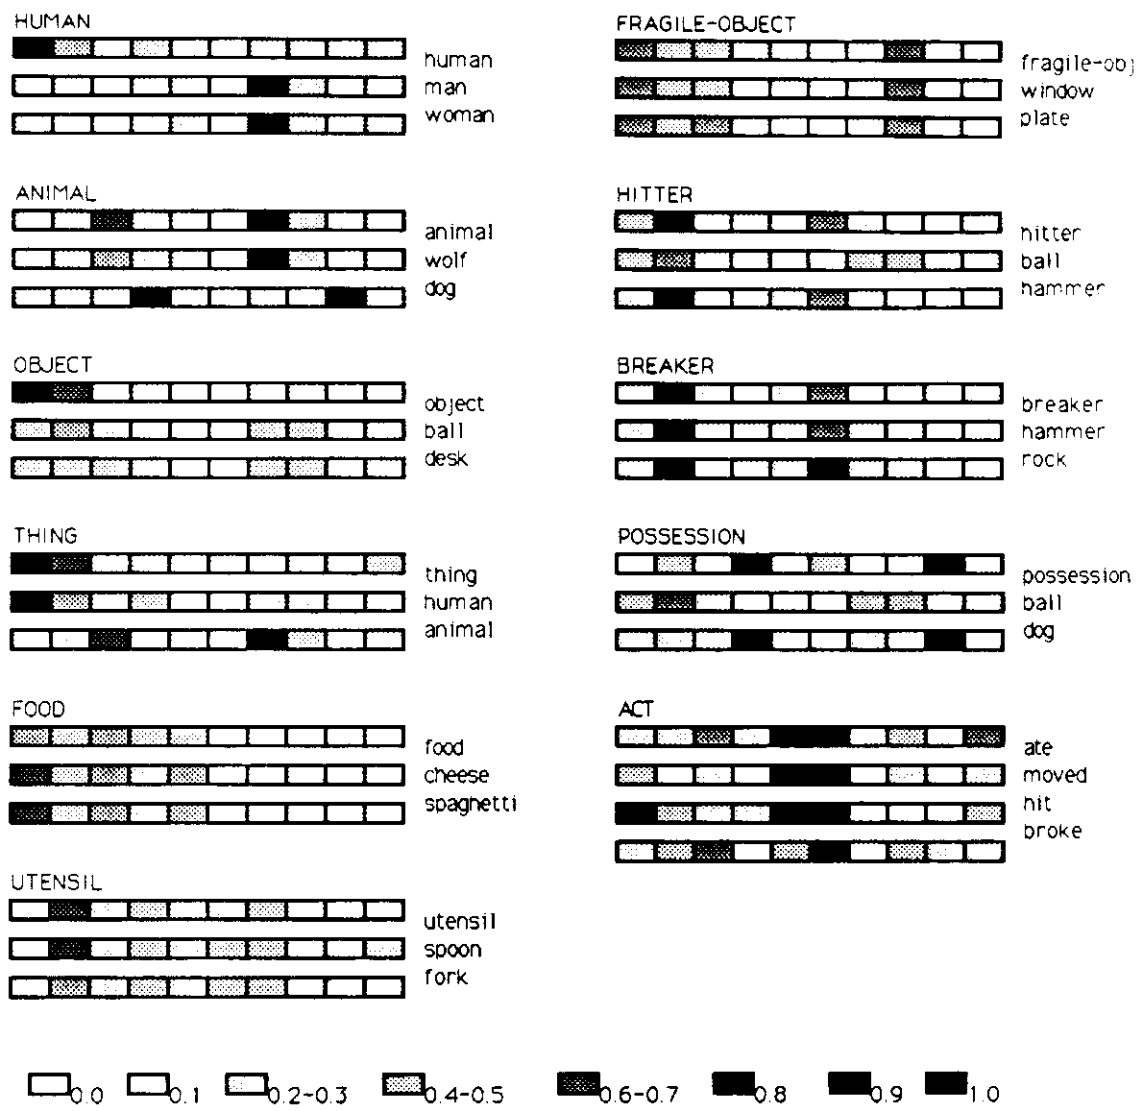 HUMAN
human
man
woman
ANIMAL
animal
wolf
dog
OBJECT
object
ball
desk
THING
thing
human
animal
FOOD
food
cheese
spaghetti
UTENSIL
utensil
spoon
fork
FRAGILE-OBJECT
fragile-obj
window
plate
HITTER
hitter
ball
hammer
BREAKER
breaker
hammer
rock
POSSESSION
possession
ball
dog
ACT
ate
moved
hit
broke
0.0 0.1 0.2-0.3 0.4-0.5 0.6-0.7 0.8 0.9 1.0